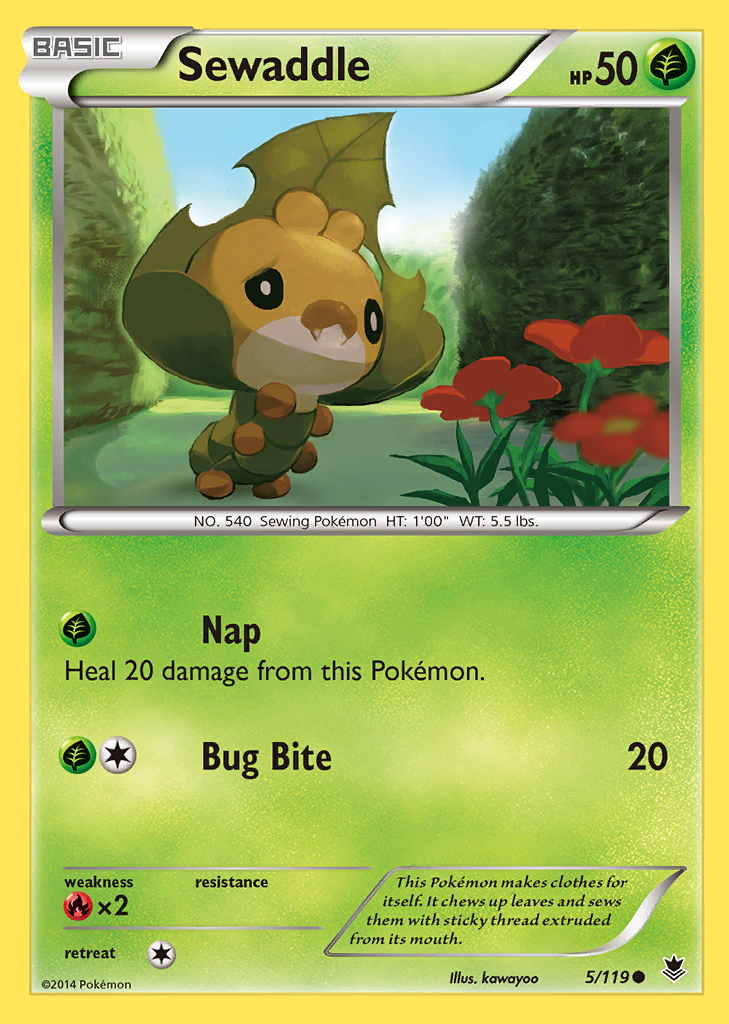 BASIC
Sewaddle
HP 50
NO. 540 Sewing Pokémon HT: 1'00" WT: 5.5 lbs.
Nap
Heal 20 damage from this Pokémon.
Bug Bite 20
weakness resistance
×2
retreat
This Pokémon makes clothes for
itself. It chews up leaves and sews
them with sticky thread extruded
from its mouth.
©2014 Pokémon
Illus. kawayoo 5/119